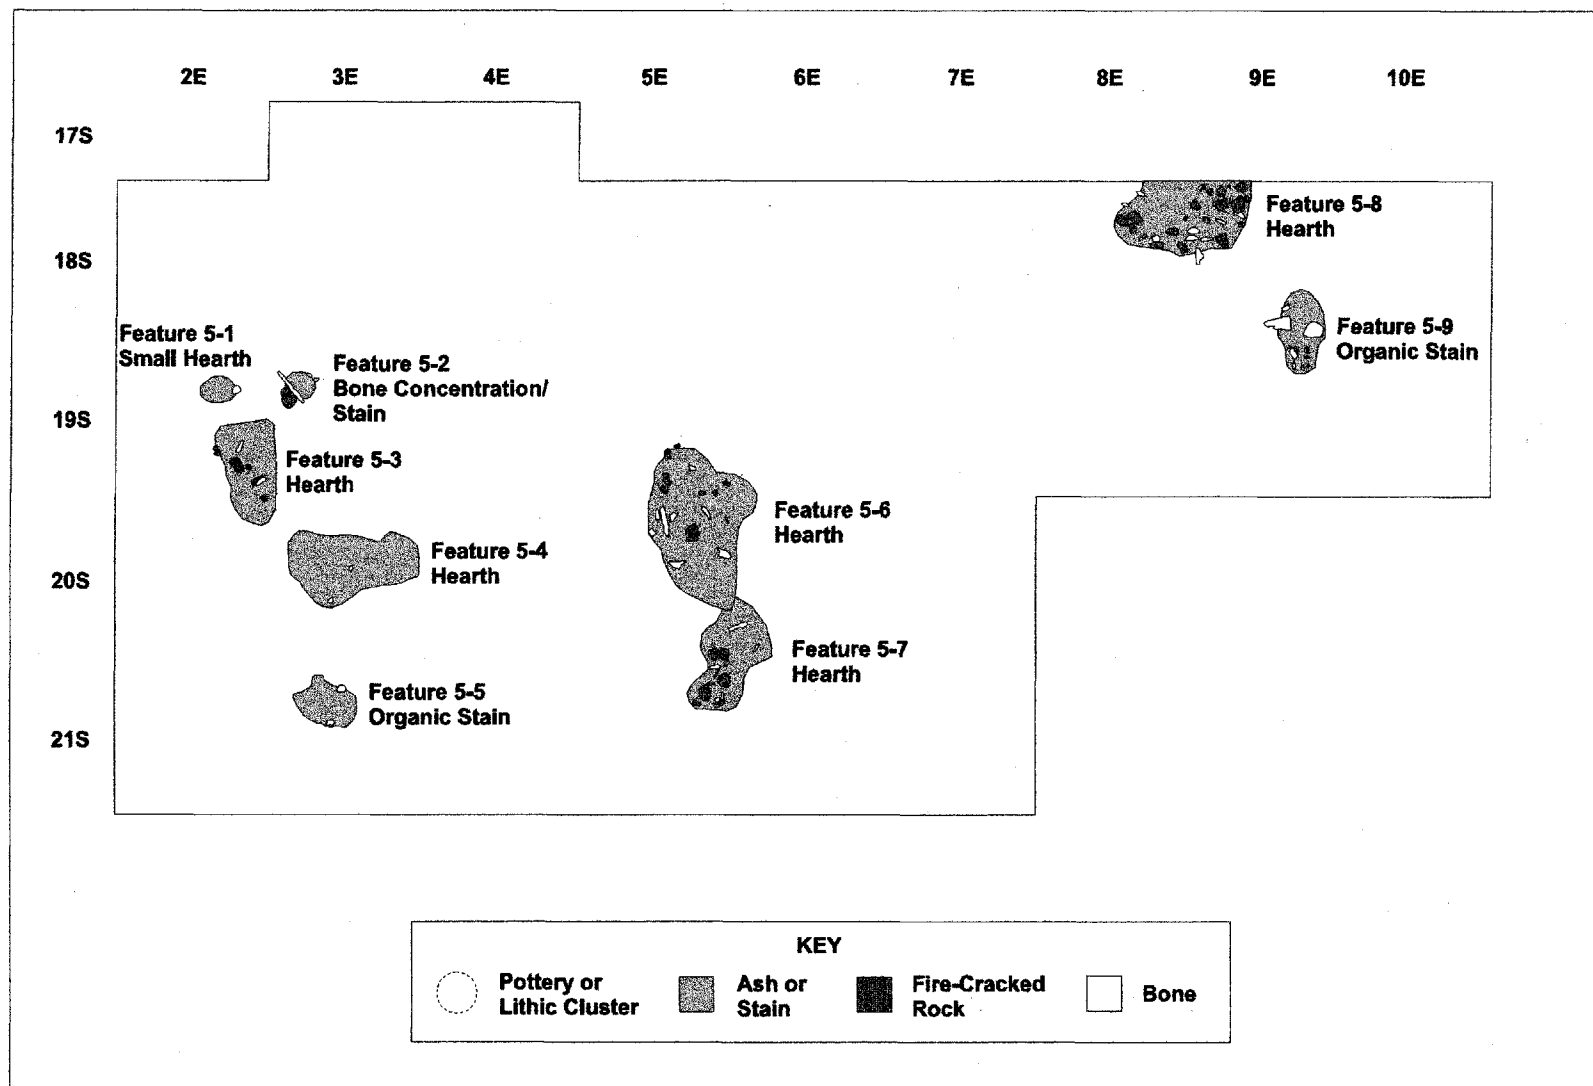 2E 3E 4E 5E 6E 7E 8E 9E 10E
17S
18S
19S
20S
21S
Feature 5-8
Hearth
Feature 5-1
Small Hearth
Feature 5-2
Bone Concentration/
Stain
Feature 5-9
Organic Stain
Feature 5-3
Hearth
Feature 5-4
Hearth
Feature 5-5
Organic Stain
Feature 5-6
Hearth
Feature 5-7
Hearth
KEY
Pottery or
Lithic Cluster
Ash or
Stain
Fire-Cracked
Rock
Bone